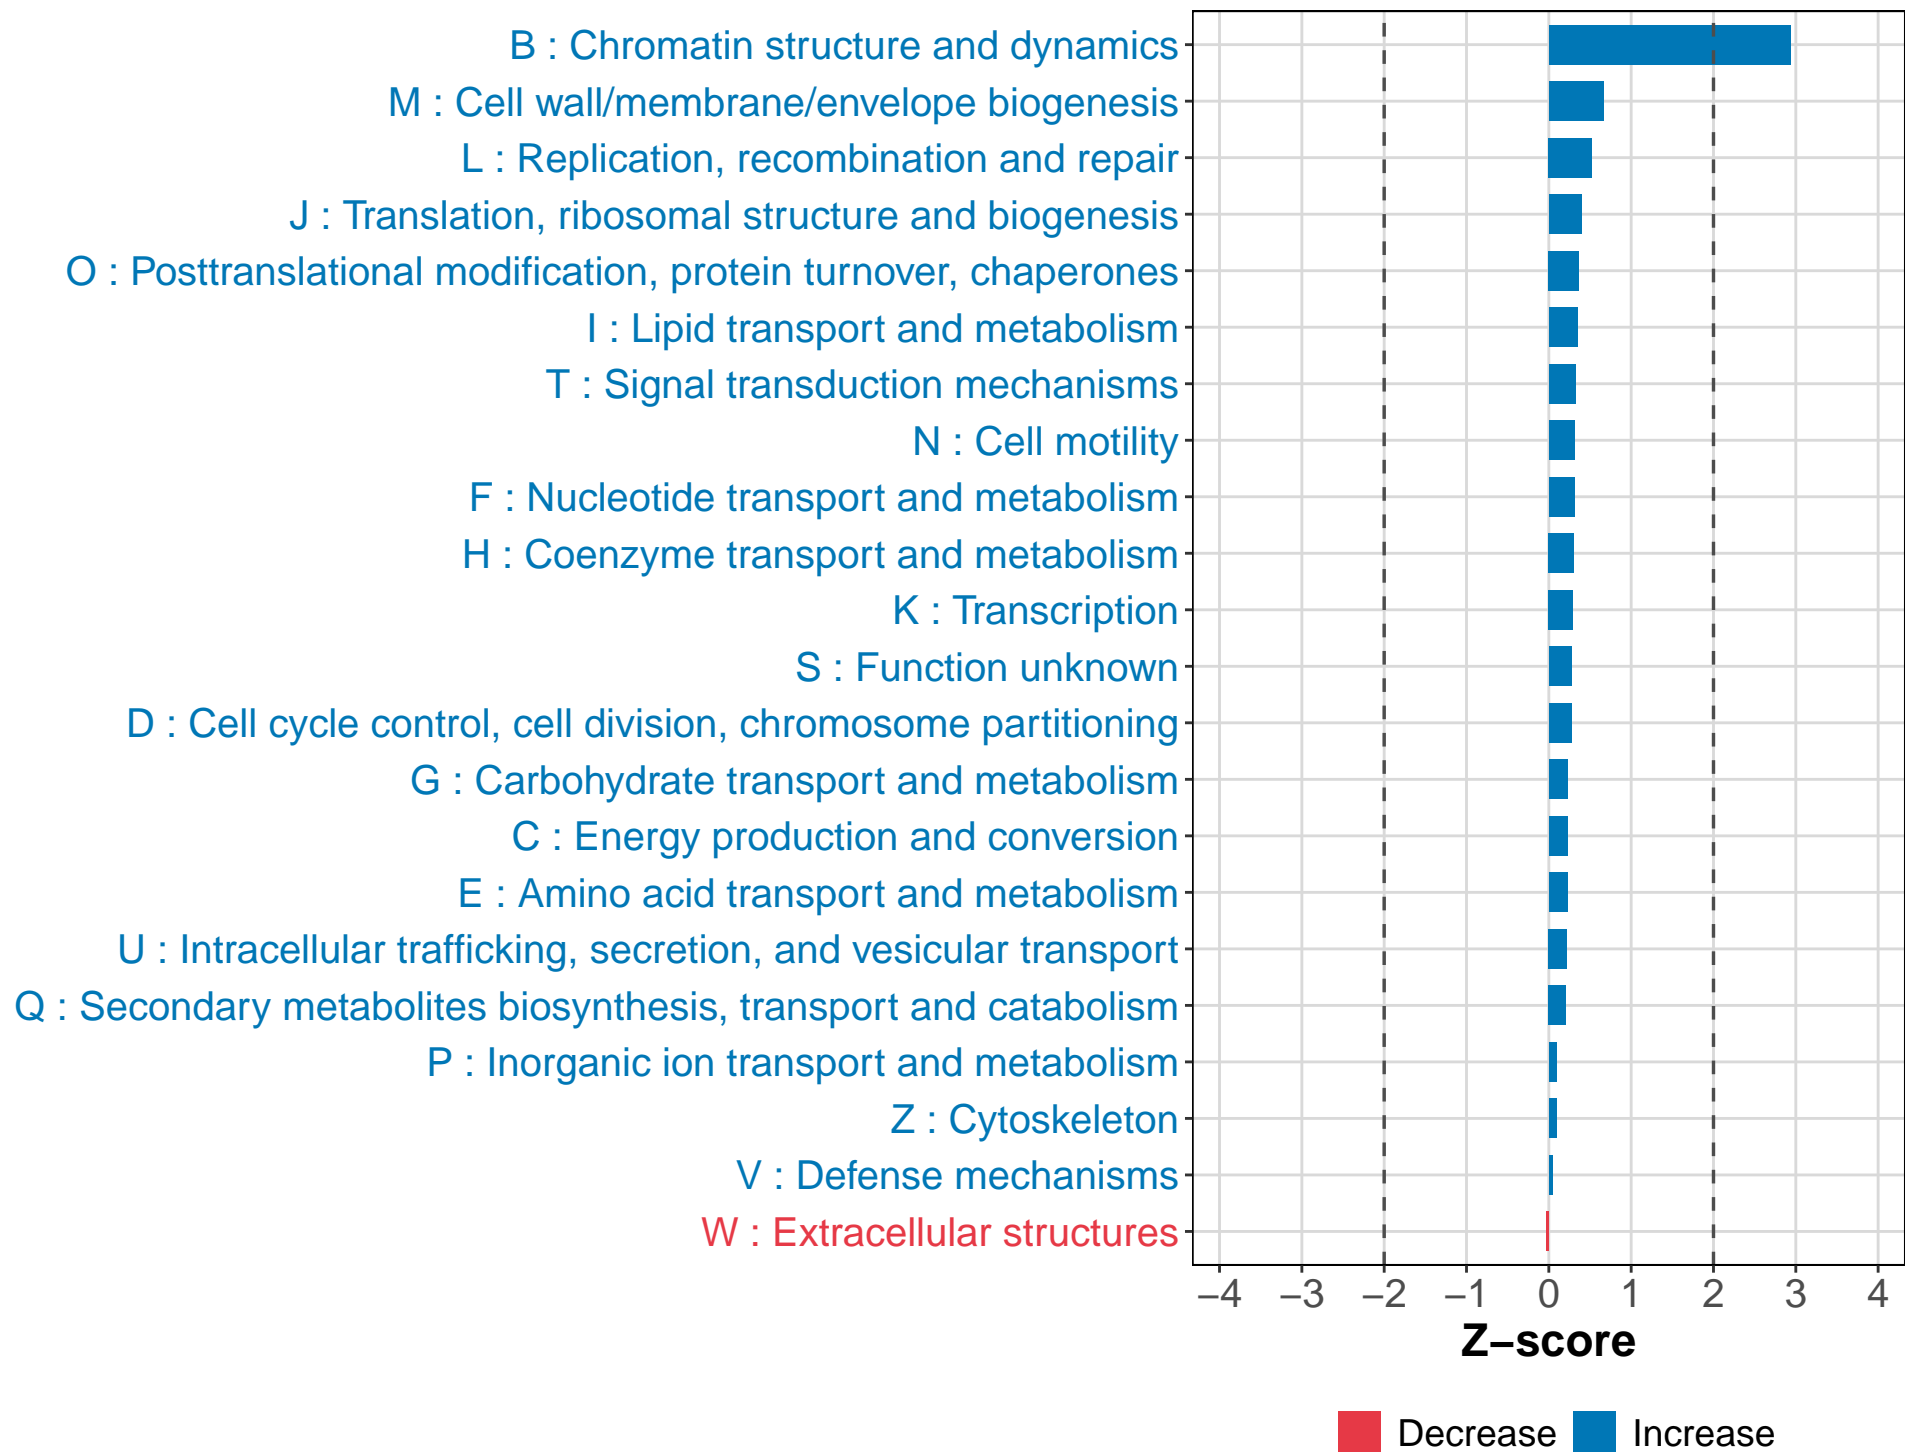 B : Chromatin structure and dynamics
M : Cell wall/membrane/envelope biogenesis
L : Replication, recombination and repair
J : Translation, ribosomal structure and biogenesis
O : Posttranslational modification, protein turnover, chaperones
I : Lipid transport and metabolism
T : Signal transduction mechanisms
N : Cell motility
F : Nucleotide transport and metabolism
H : Coenzyme transport and metabolism
K : Transcription
S : Function unknown
D : Cell cycle control, cell division, chromosome partitioning
G : Carbohydrate transport and metabolism
C : Energy production and conversion
E : Amino acid transport and metabolism
U : Intracellular trafficking, secretion, and vesicular transport
Q : Secondary metabolites biosynthesis, transport and catabolism
P : Inorganic ion transport and metabolism
Z : Cytoskeleton
V : Defense mechanisms
W : Extracellular structures
−4 −3 −2 −1 0 1 2 3 4
Z−score
Decrease Increase